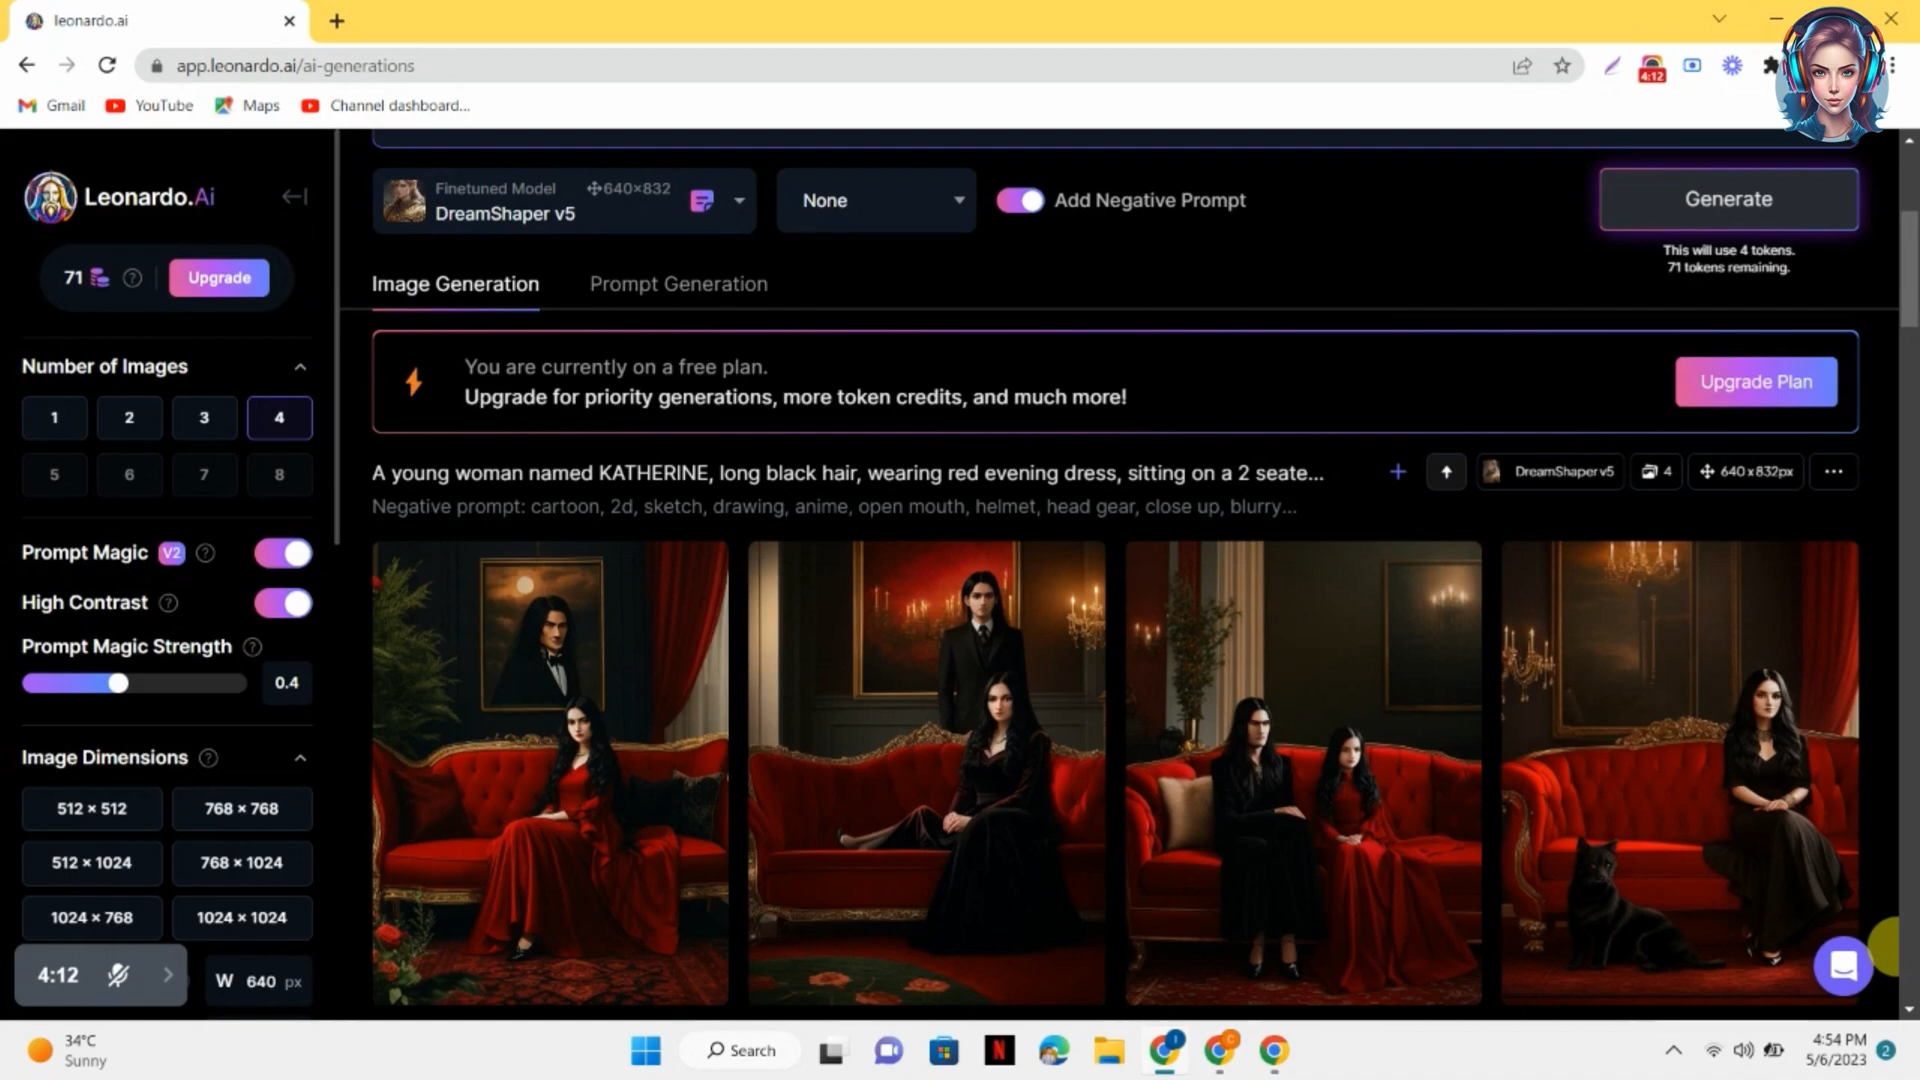 leonardo.ai
app.leonardo.ai/ai-generations
4:12
Gmail
YouTube
Maps
Channel dashboard...
Leonardo.Ai
Finetuned Model
640×832
DreamShaper v5
None
Add Negative Prompt
Generate
This will use 4 tokens.
71 tokens remaining.
71
Upgrade
Image Generation
Prompt Generation
Number of Images
1
2
3
4
5
6
7
8
You are currently on a free plan.
Upgrade for priority generations, more token credits, and much more!
Upgrade Plan
A young woman named KATHERINE, long black hair, wearing red evening dress, sitting on a 2 seate...
DreamShaper v5
4
640 x 832px
Negative prompt: cartoon, 2d, sketch, drawing, anime, open mouth, helmet, head gear, close up, blurry...
Prompt Magic V2
High Contrast
Prompt Magic Strength
0.4
Image Dimensions
512 × 512
768 × 768
512 × 1024
768 × 1024
1024 × 768
1024 × 1024
4:12
W 640 px
34°C
Sunny
Search
N
I
C
4:54 PM
5/6/2023
2